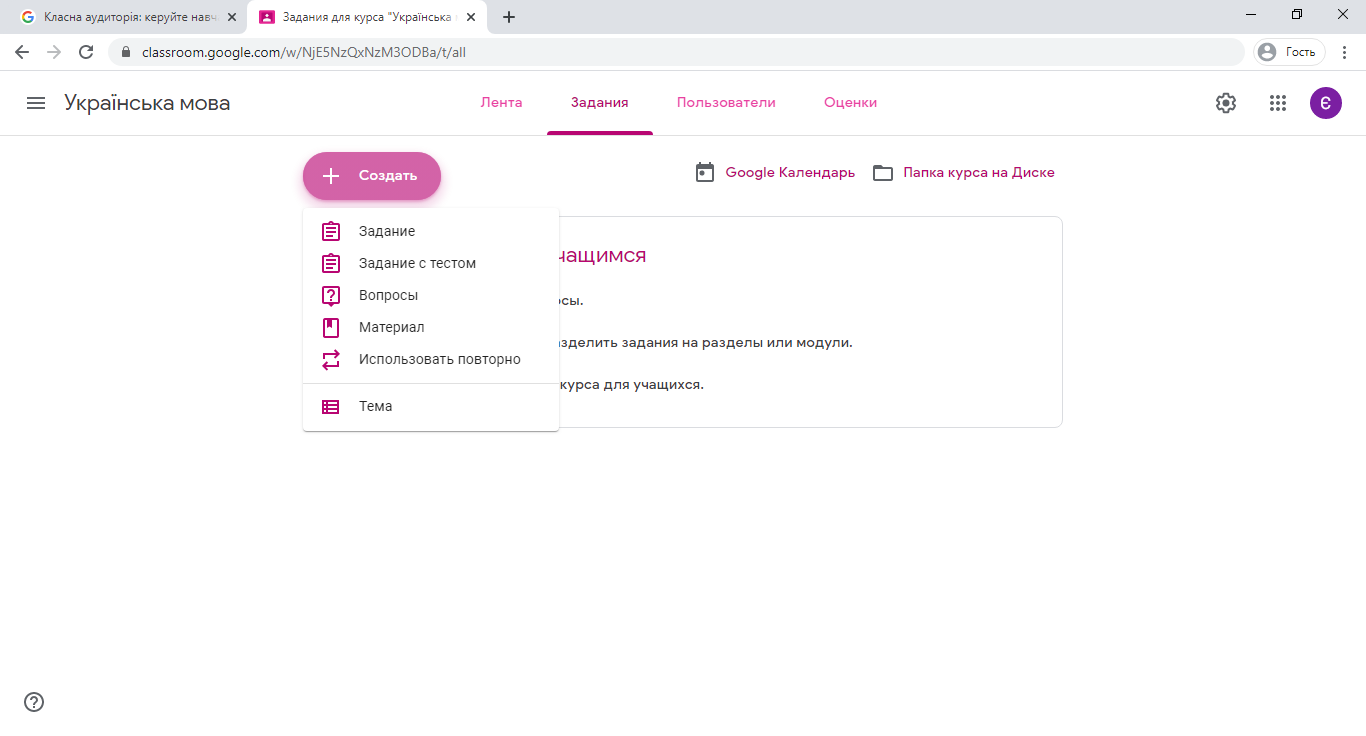 Класна аудиторія: керуйте навч
Задания для курса "Українська
classroom.google.com/w/NjE5NzQxNzM3ODBa/t/all
Гость
Українська мова
Лента
Задания
Пользователи
Оценки
Є
Создать
Google Календарь
Папка курса на Диске
Задание
Задание с тестом
Вопросы
Материал
Использовать повторно
Тема
чащимся
осы.
зделить задания на разделы или модули.
курса для учащихся.